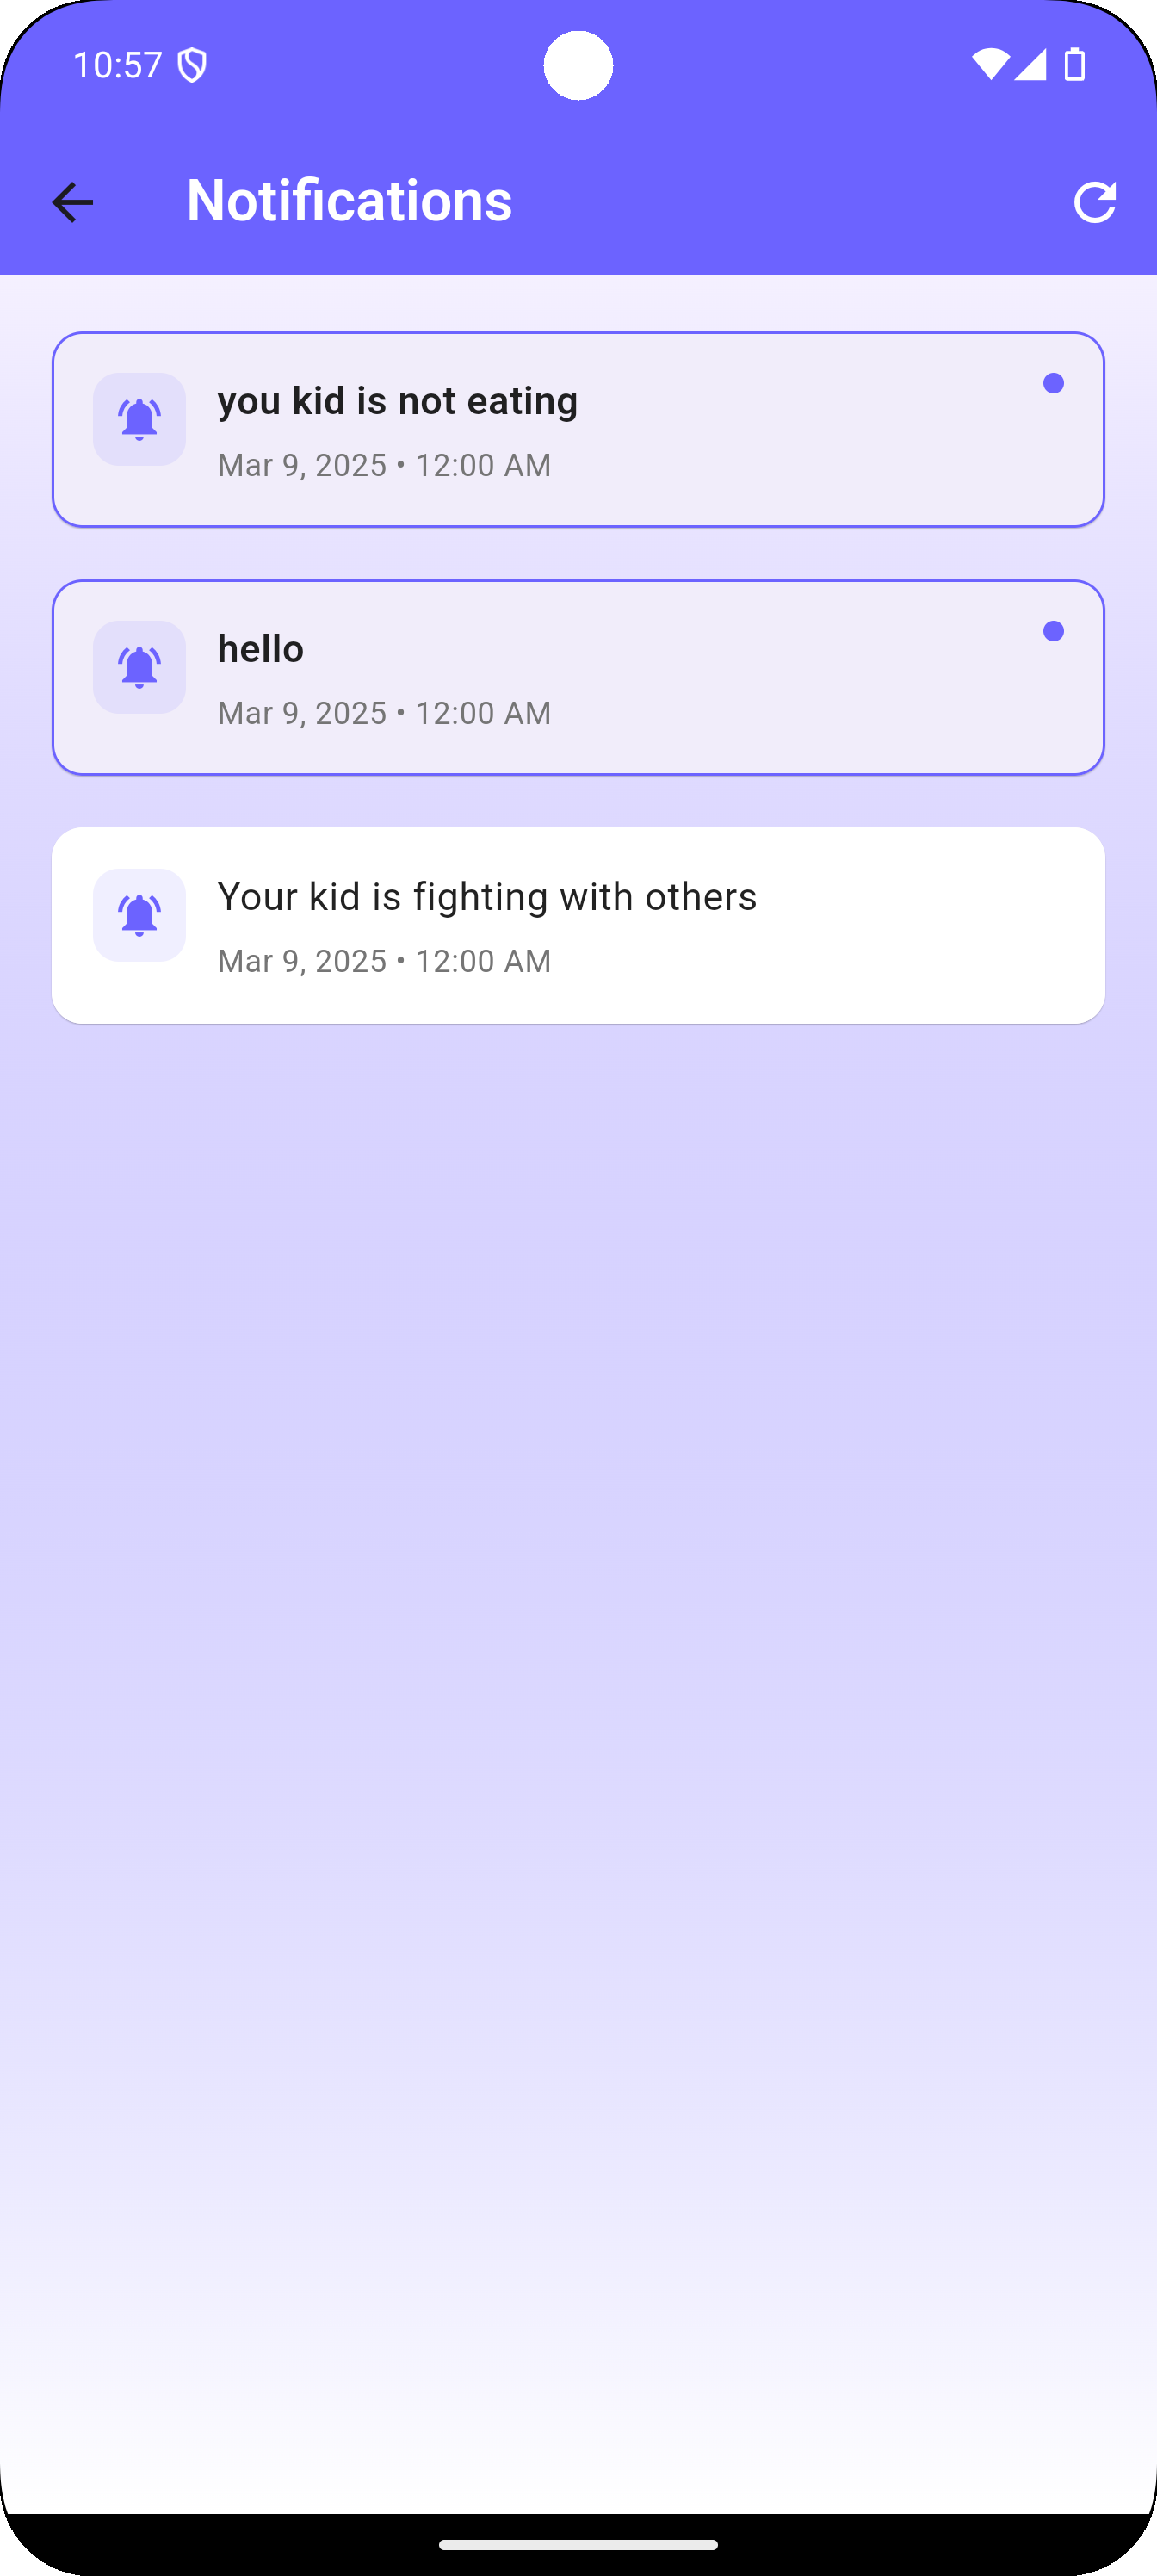 10:57
Notifications
you kid is not eating
Mar 9, 2025 • 12:00 AM
hello
Mar 9, 2025 • 12:00 AM
Your kid is fighting with others
Mar 9, 2025 • 12:00 AM